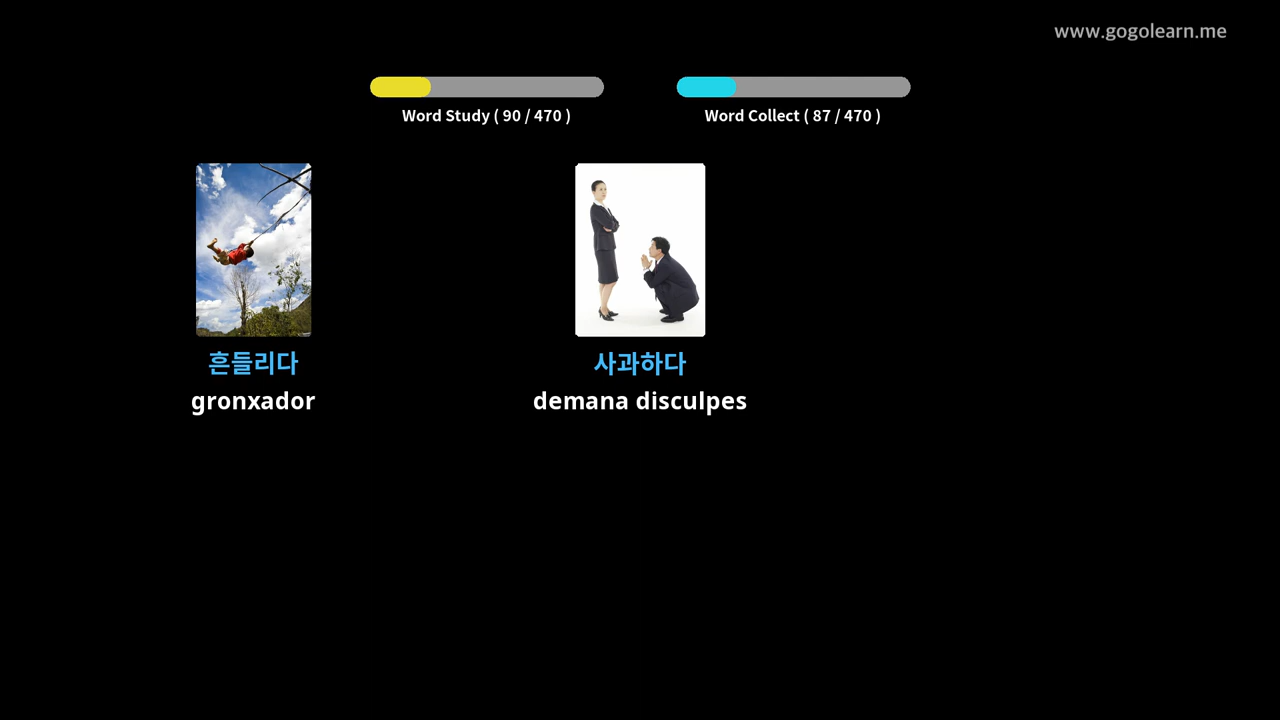 www.gogolearn.me
Word Study ( 90 / 470 )
Word Collect ( 87 / 470 )
흔들리다
gronxador
사과하다
demana disculpes